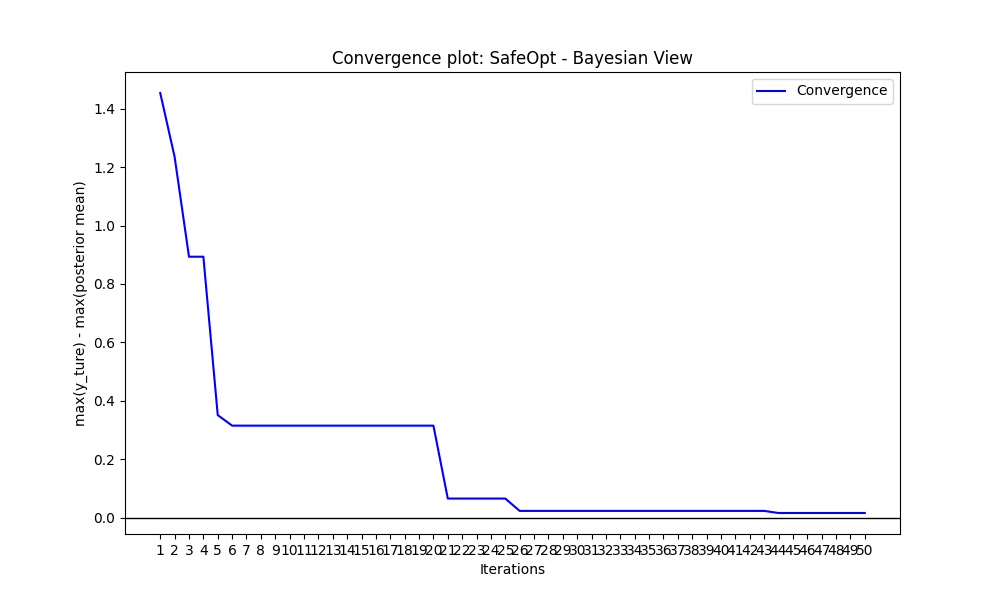 Convergence plot: SafeOpt - Bayesian View
Convergence
max(y_ture) - max(posterior mean)
1.4
1.2
1.0
0.8
0.6
0.4
0.2
0.0
1 2 3 4 5 6 7 8 9 10 11 12 13 14 15 16 17 18 19 20 21 22 23 24 25 26 27 28 29 30 31 32 33 34 35 36 37 38 39 40 41 42 43 44 45 46 47 48 49 50
Iterations